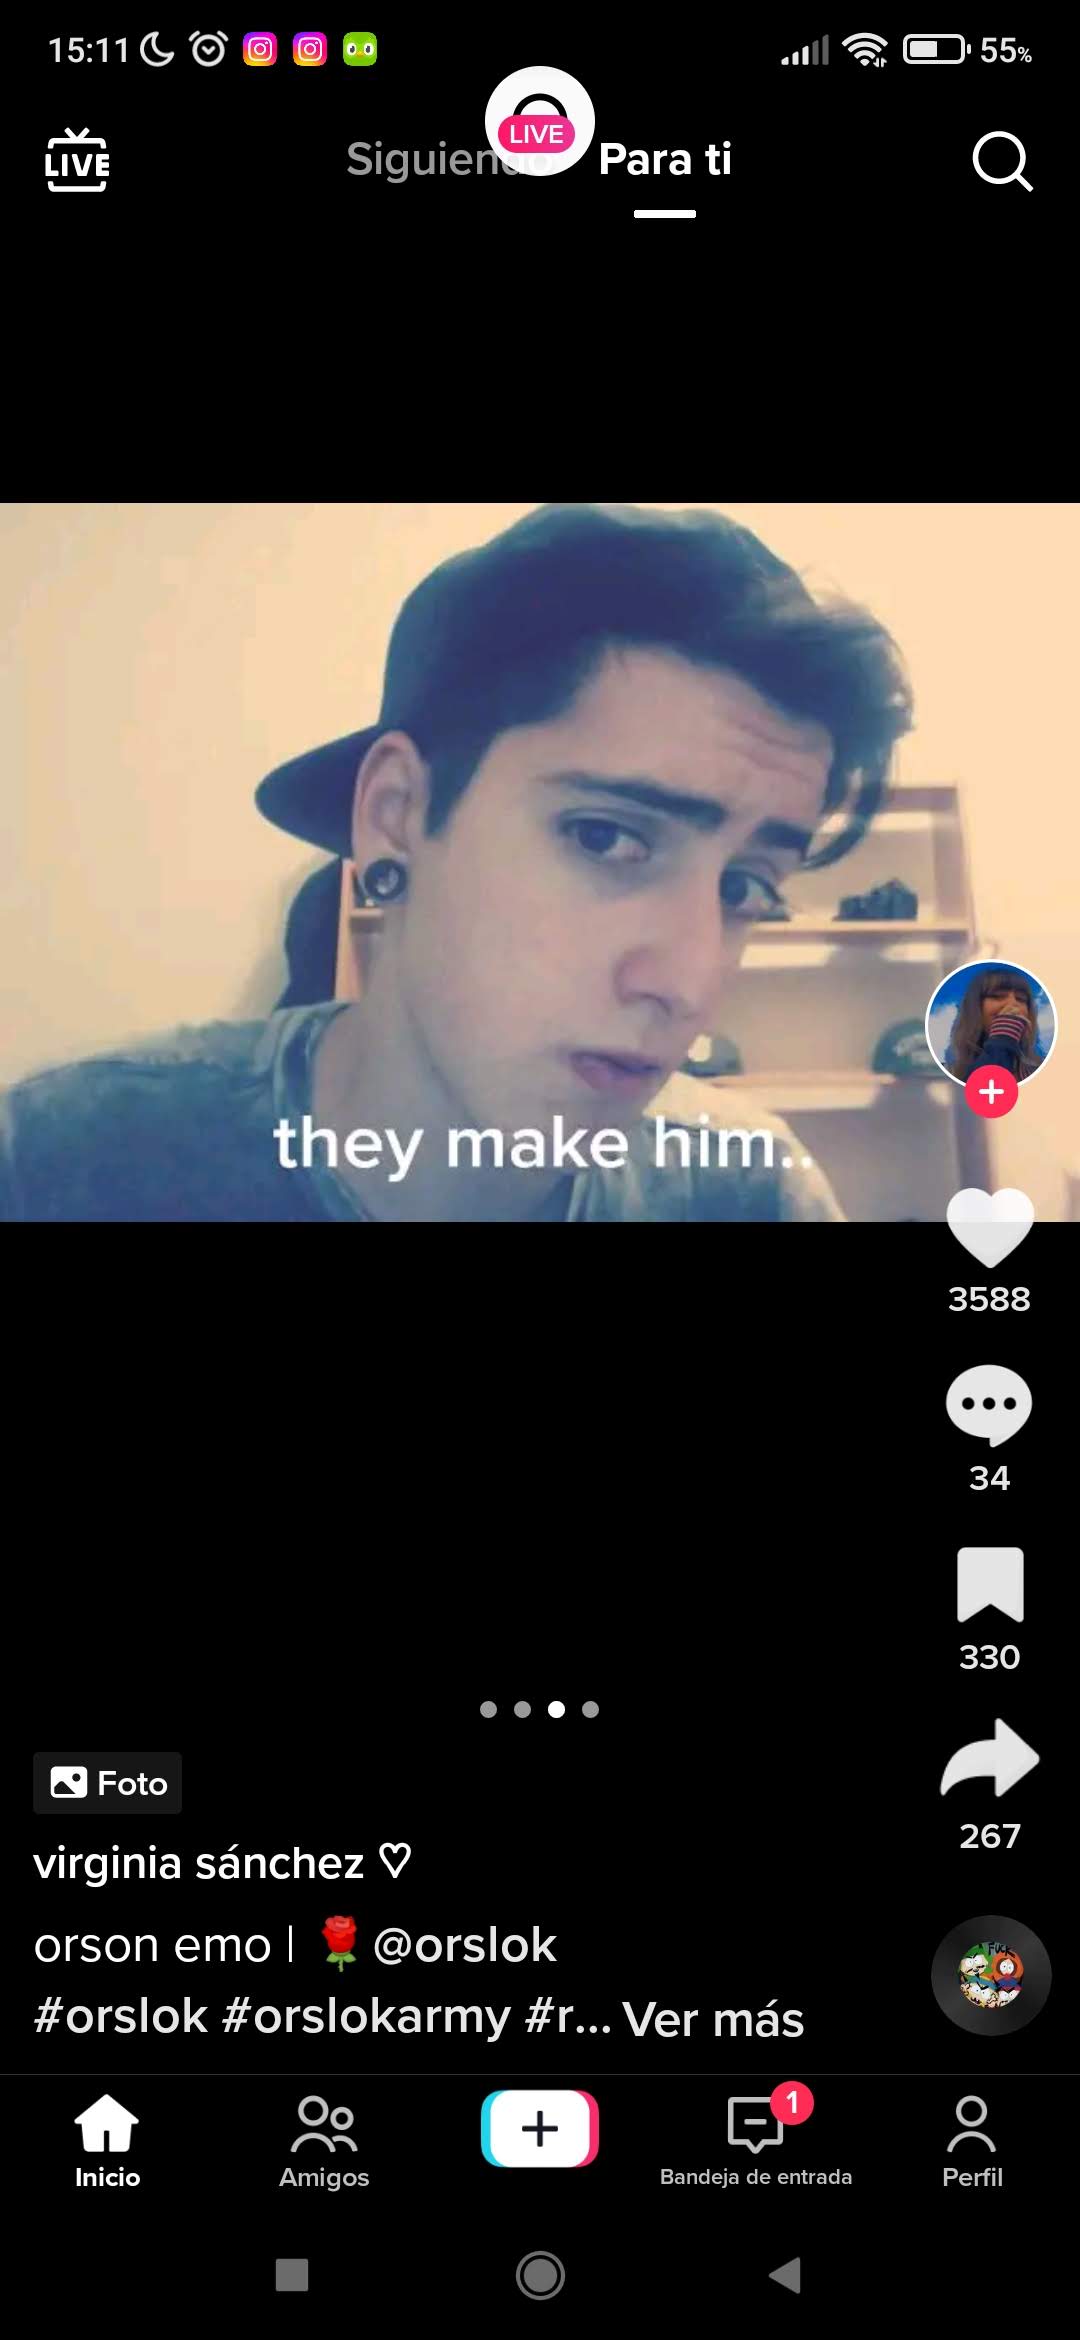 15:11
55%
LIVE
Siguiendo
LIVE
Para ti
they make him..
3588
34
330
267
Foto
virginia sánchez ♡
orson emo | 🌹@orslok
#orslok #orslokarmy #r... Ver más
FUCK
1
Inicio
Amigos
Bandeja de entrada
Perfil